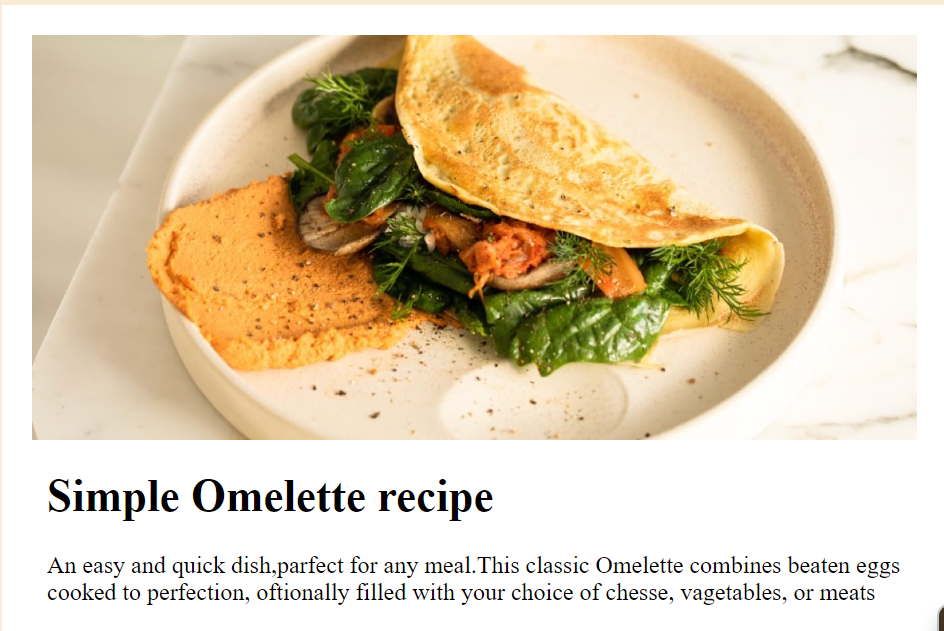 Simple Omelette recipe
An easy and quick dish,parfect for any meal.This classic Omelette combines beaten eggs
cooked to perfection, oftionally filled with your choice of chesse, vagetables, or meats